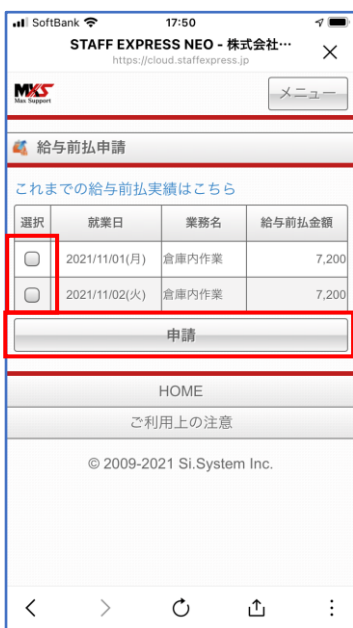 SoftBank 17:50
STAFF EXPRESS NEO - 株式会社…
https://cloud.staffexpress.jp
MKS
Max Support
メニュー
給与前払申請
これまでの給与前払実績はこちら
選択 就業日 業務名 給与前払金額
2021/11/01(月) 倉庫内作業 7,200
2021/11/02(火) 倉庫内作業 7,200
申請
HOME
ご利用上の注意
© 2009-2021 Si.System Inc.